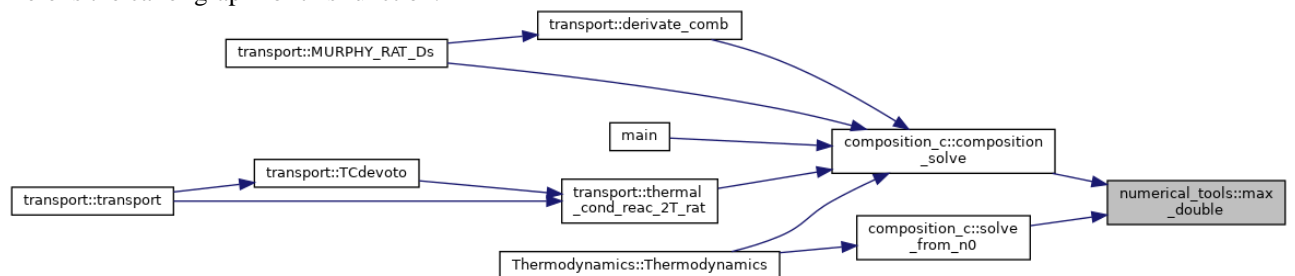 transport::derivate_comb
transport::MURPHY_RAT_Ds
main
composition_c::composition
_solve
transport::TCdevoto
numerical_tools::max
_double
transport::transport
transport::thermal
_cond_reac_2T_rat
composition_c::solve
_from_n0
Thermodynamics::Thermodynamics